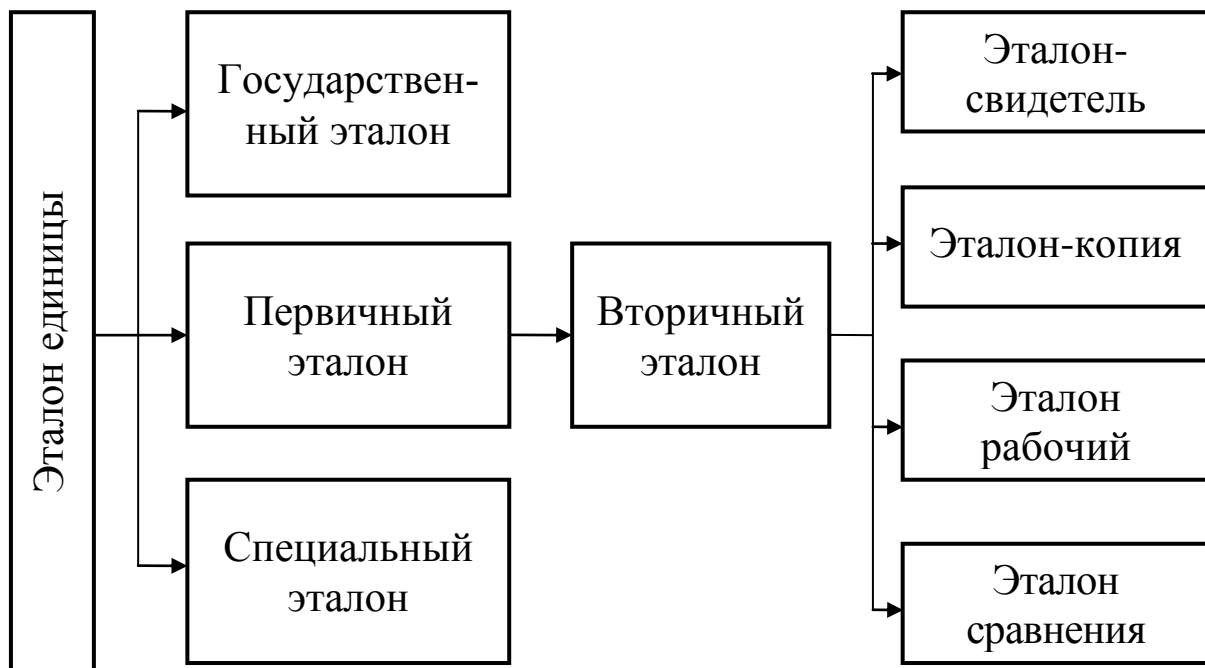 Эталон единицы
Государствен-
ный эталон
Первичный
эталон
Специальный
эталон
Вторичный
эталон
Эталон-
свидетель
Эталон-копия
Эталон
рабочий
Эталон
сравнения